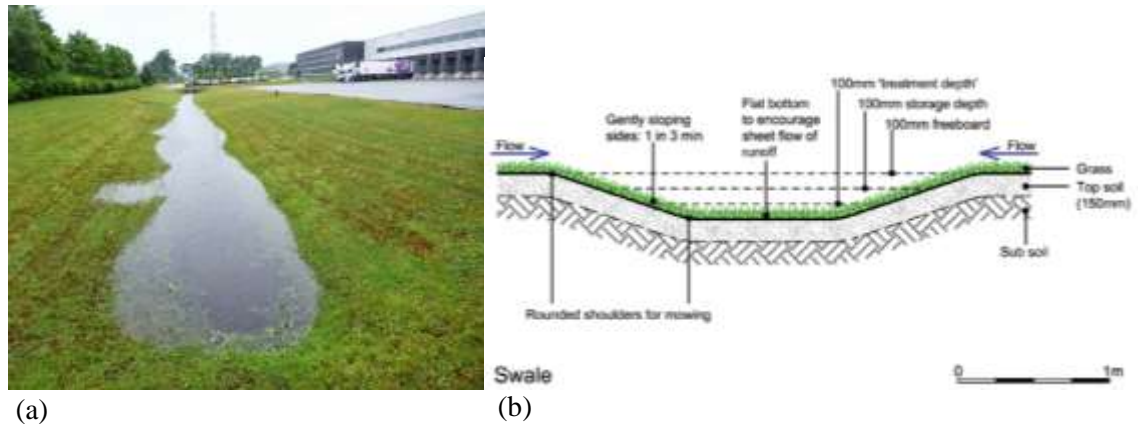 100mm 'treatment depth'
100mm storage depth
100mm freeboard
Flat bottom
to encourage
sheet flow of
runoff
Gently sloping
sides: 1 in 3 min
Flow
Flow
Grass
Top soil
(150mm)
Sub soil
Rounded shoulders for mowing
Swale
0
1m
(a)
(b)